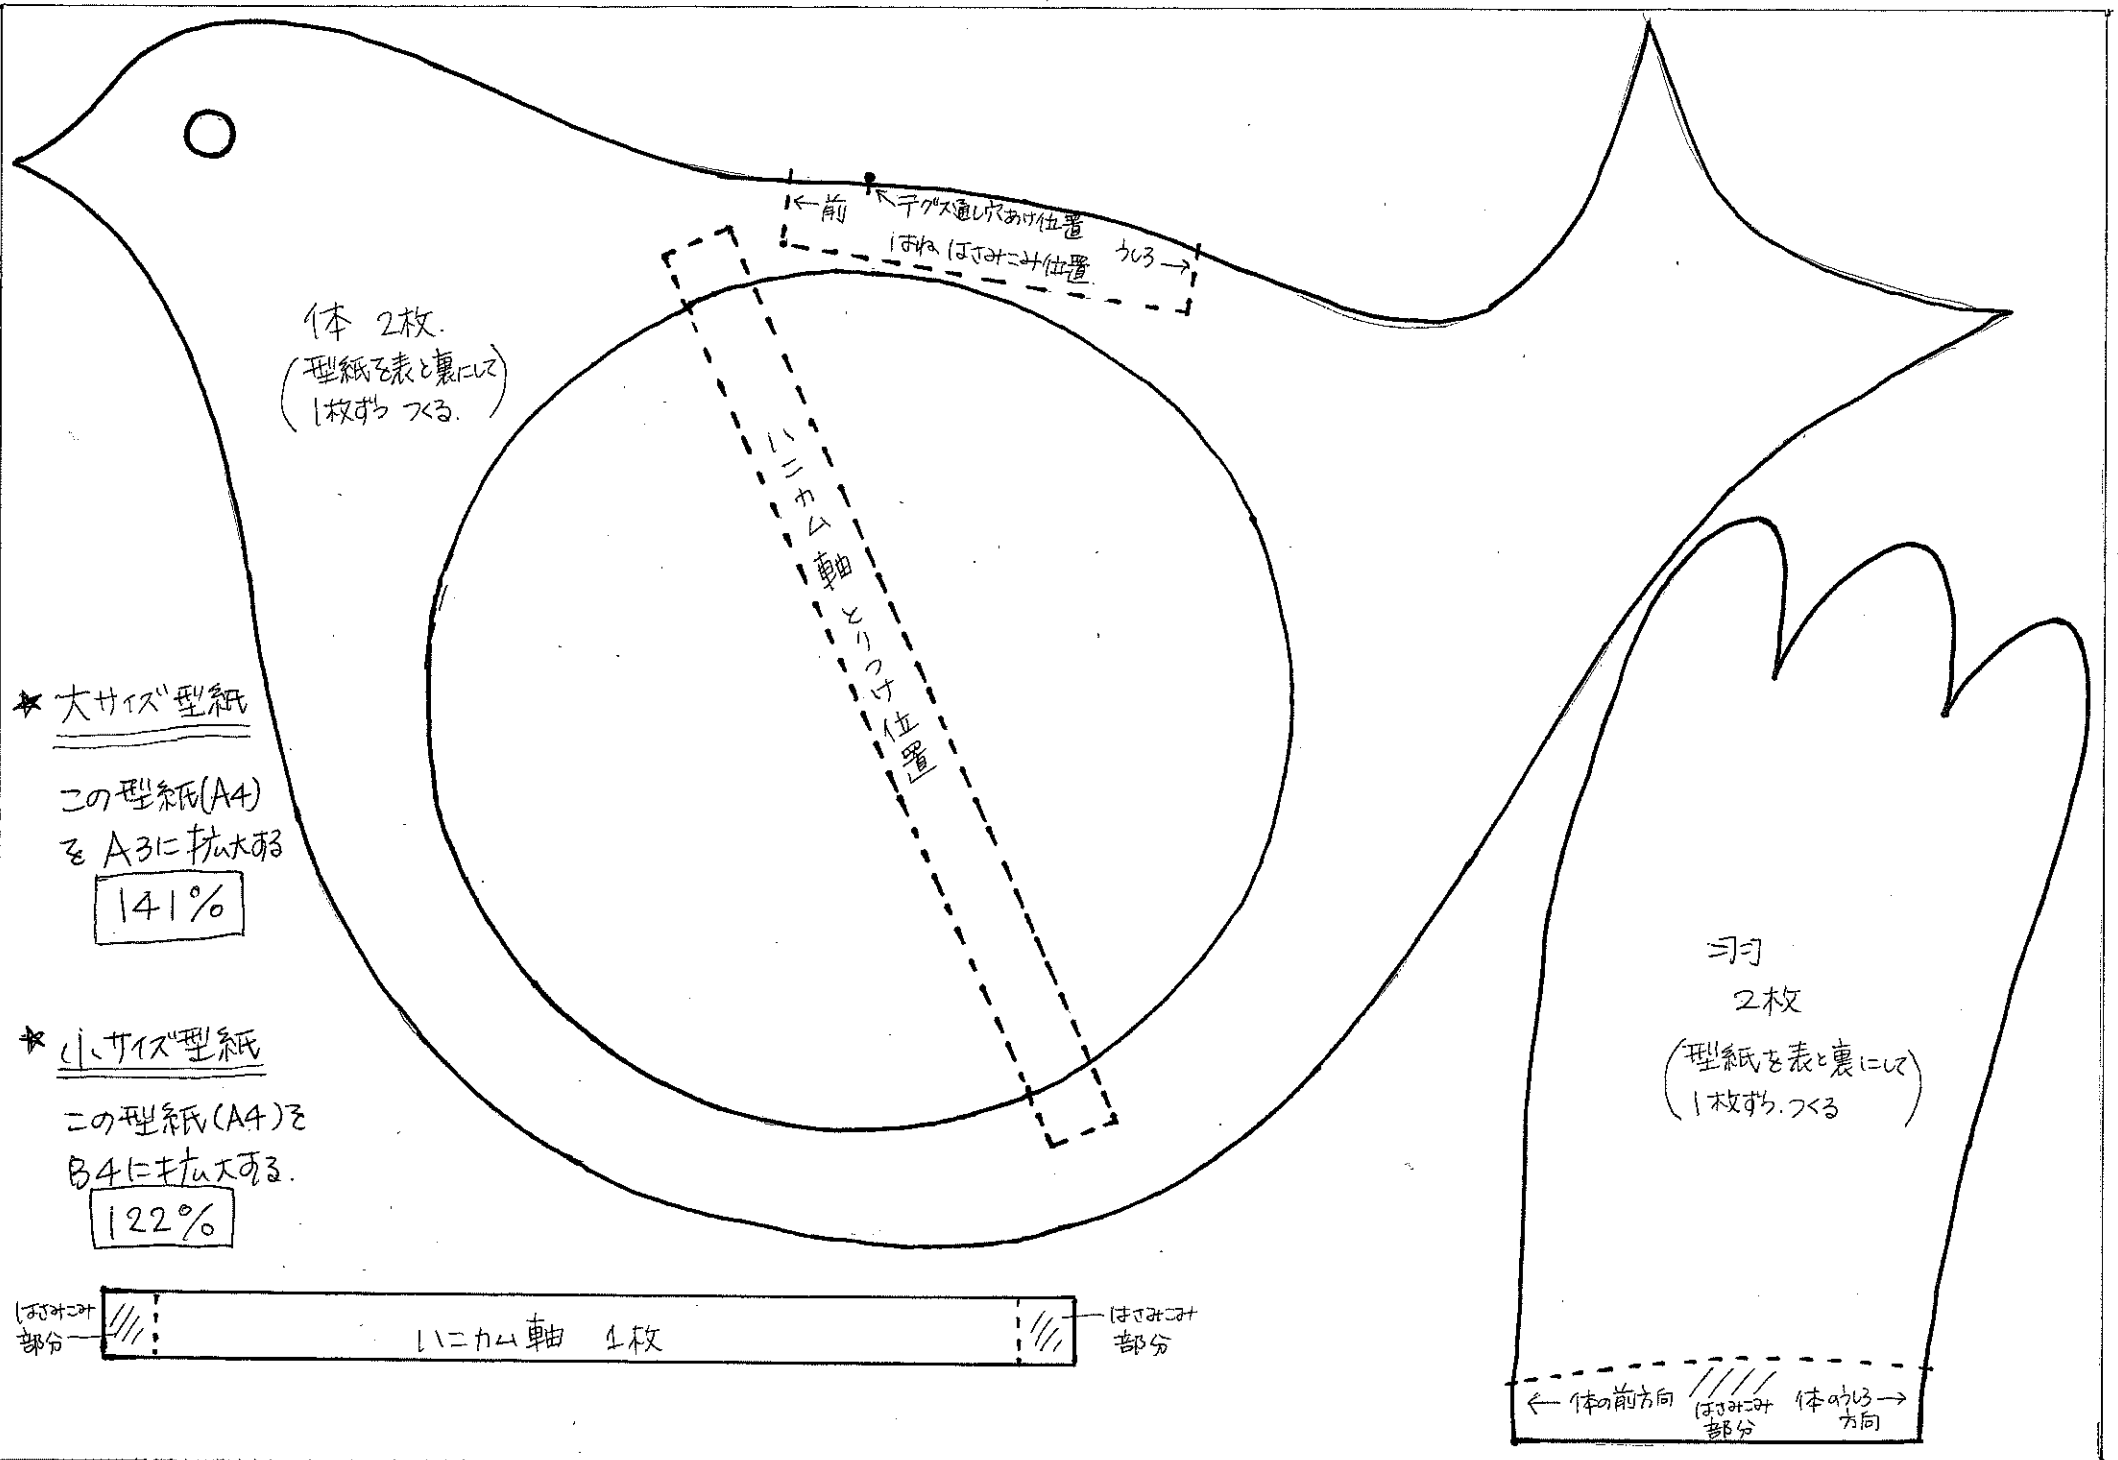 ←前
↖テグス通し穴あけ位置
はねはさみこみ位置
うしろ→
体 2枚.
(型紙を表と裏にして
1枚ずつ つくる.)
ハニカム軸とりつけ位置
★ 大サイズ型紙
この型紙(A4)
を A3に拡大する
141%
★ 小サイズ型紙
この型紙(A4)を
B4に拡大する.
122%
はさみこみ
部分
ハニカム軸 1枚
はさみこみ
部分
羽
2枚
(型紙を表と裏にして
1枚ずつ.つくる)
←体の前方向
はさみこみ
部分
体のうしろ→
方向